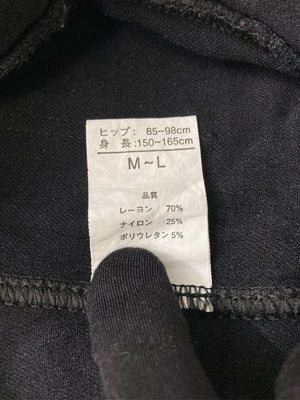 ヒップ: 85~98cm
身 長:150~165cm
M~L
品質
レーヨン 70%
ナイロン 25%
ポリウレタン 5%